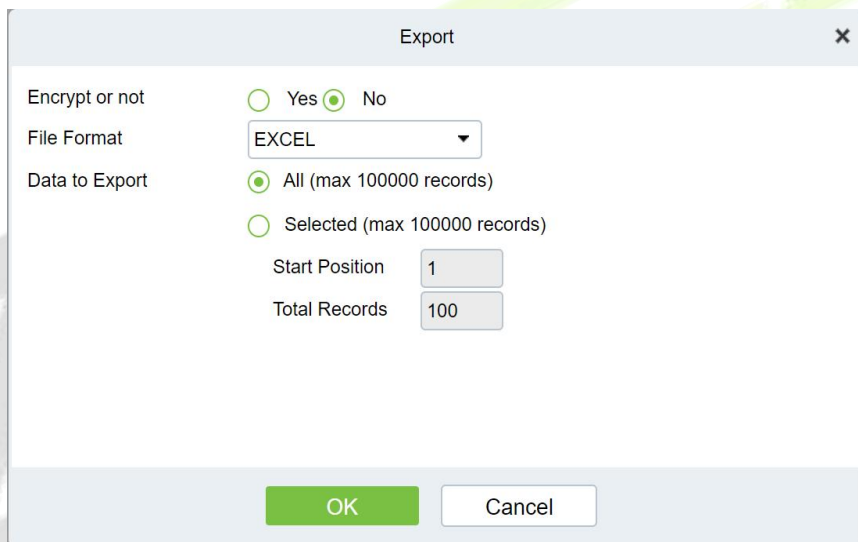 Export
Encrypt or not Yes No
File Format EXCEL
Data to Export All (max 100000 records)
Selected (max 100000 records)
Start Position 1
Total Records 100
OK Cancel